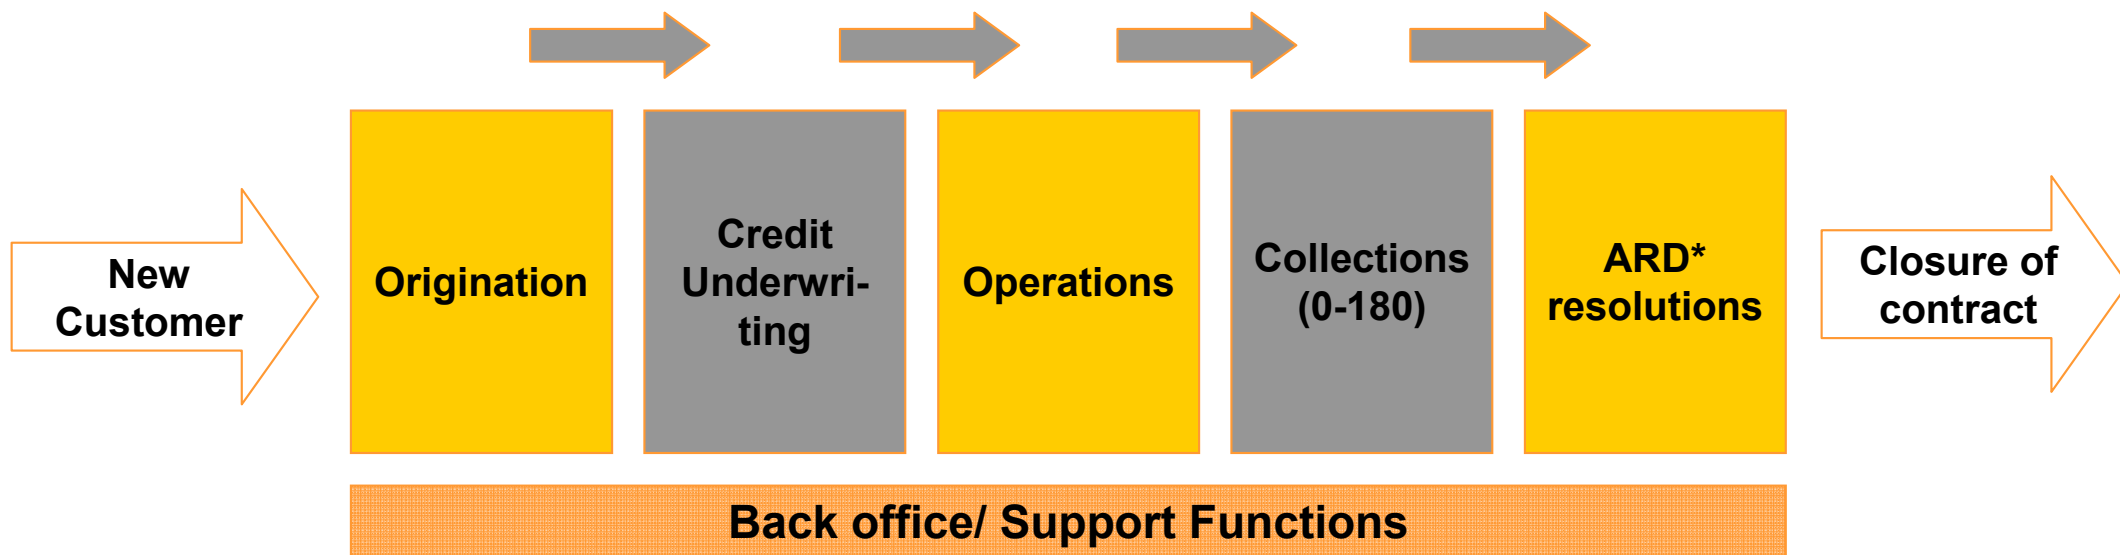 New
Customer
Origination
Credit
Underwri-
ting
Operations
Collections
(0-180)
ARD*
resolutions
Closure of
contract
Back office/ Support Functions